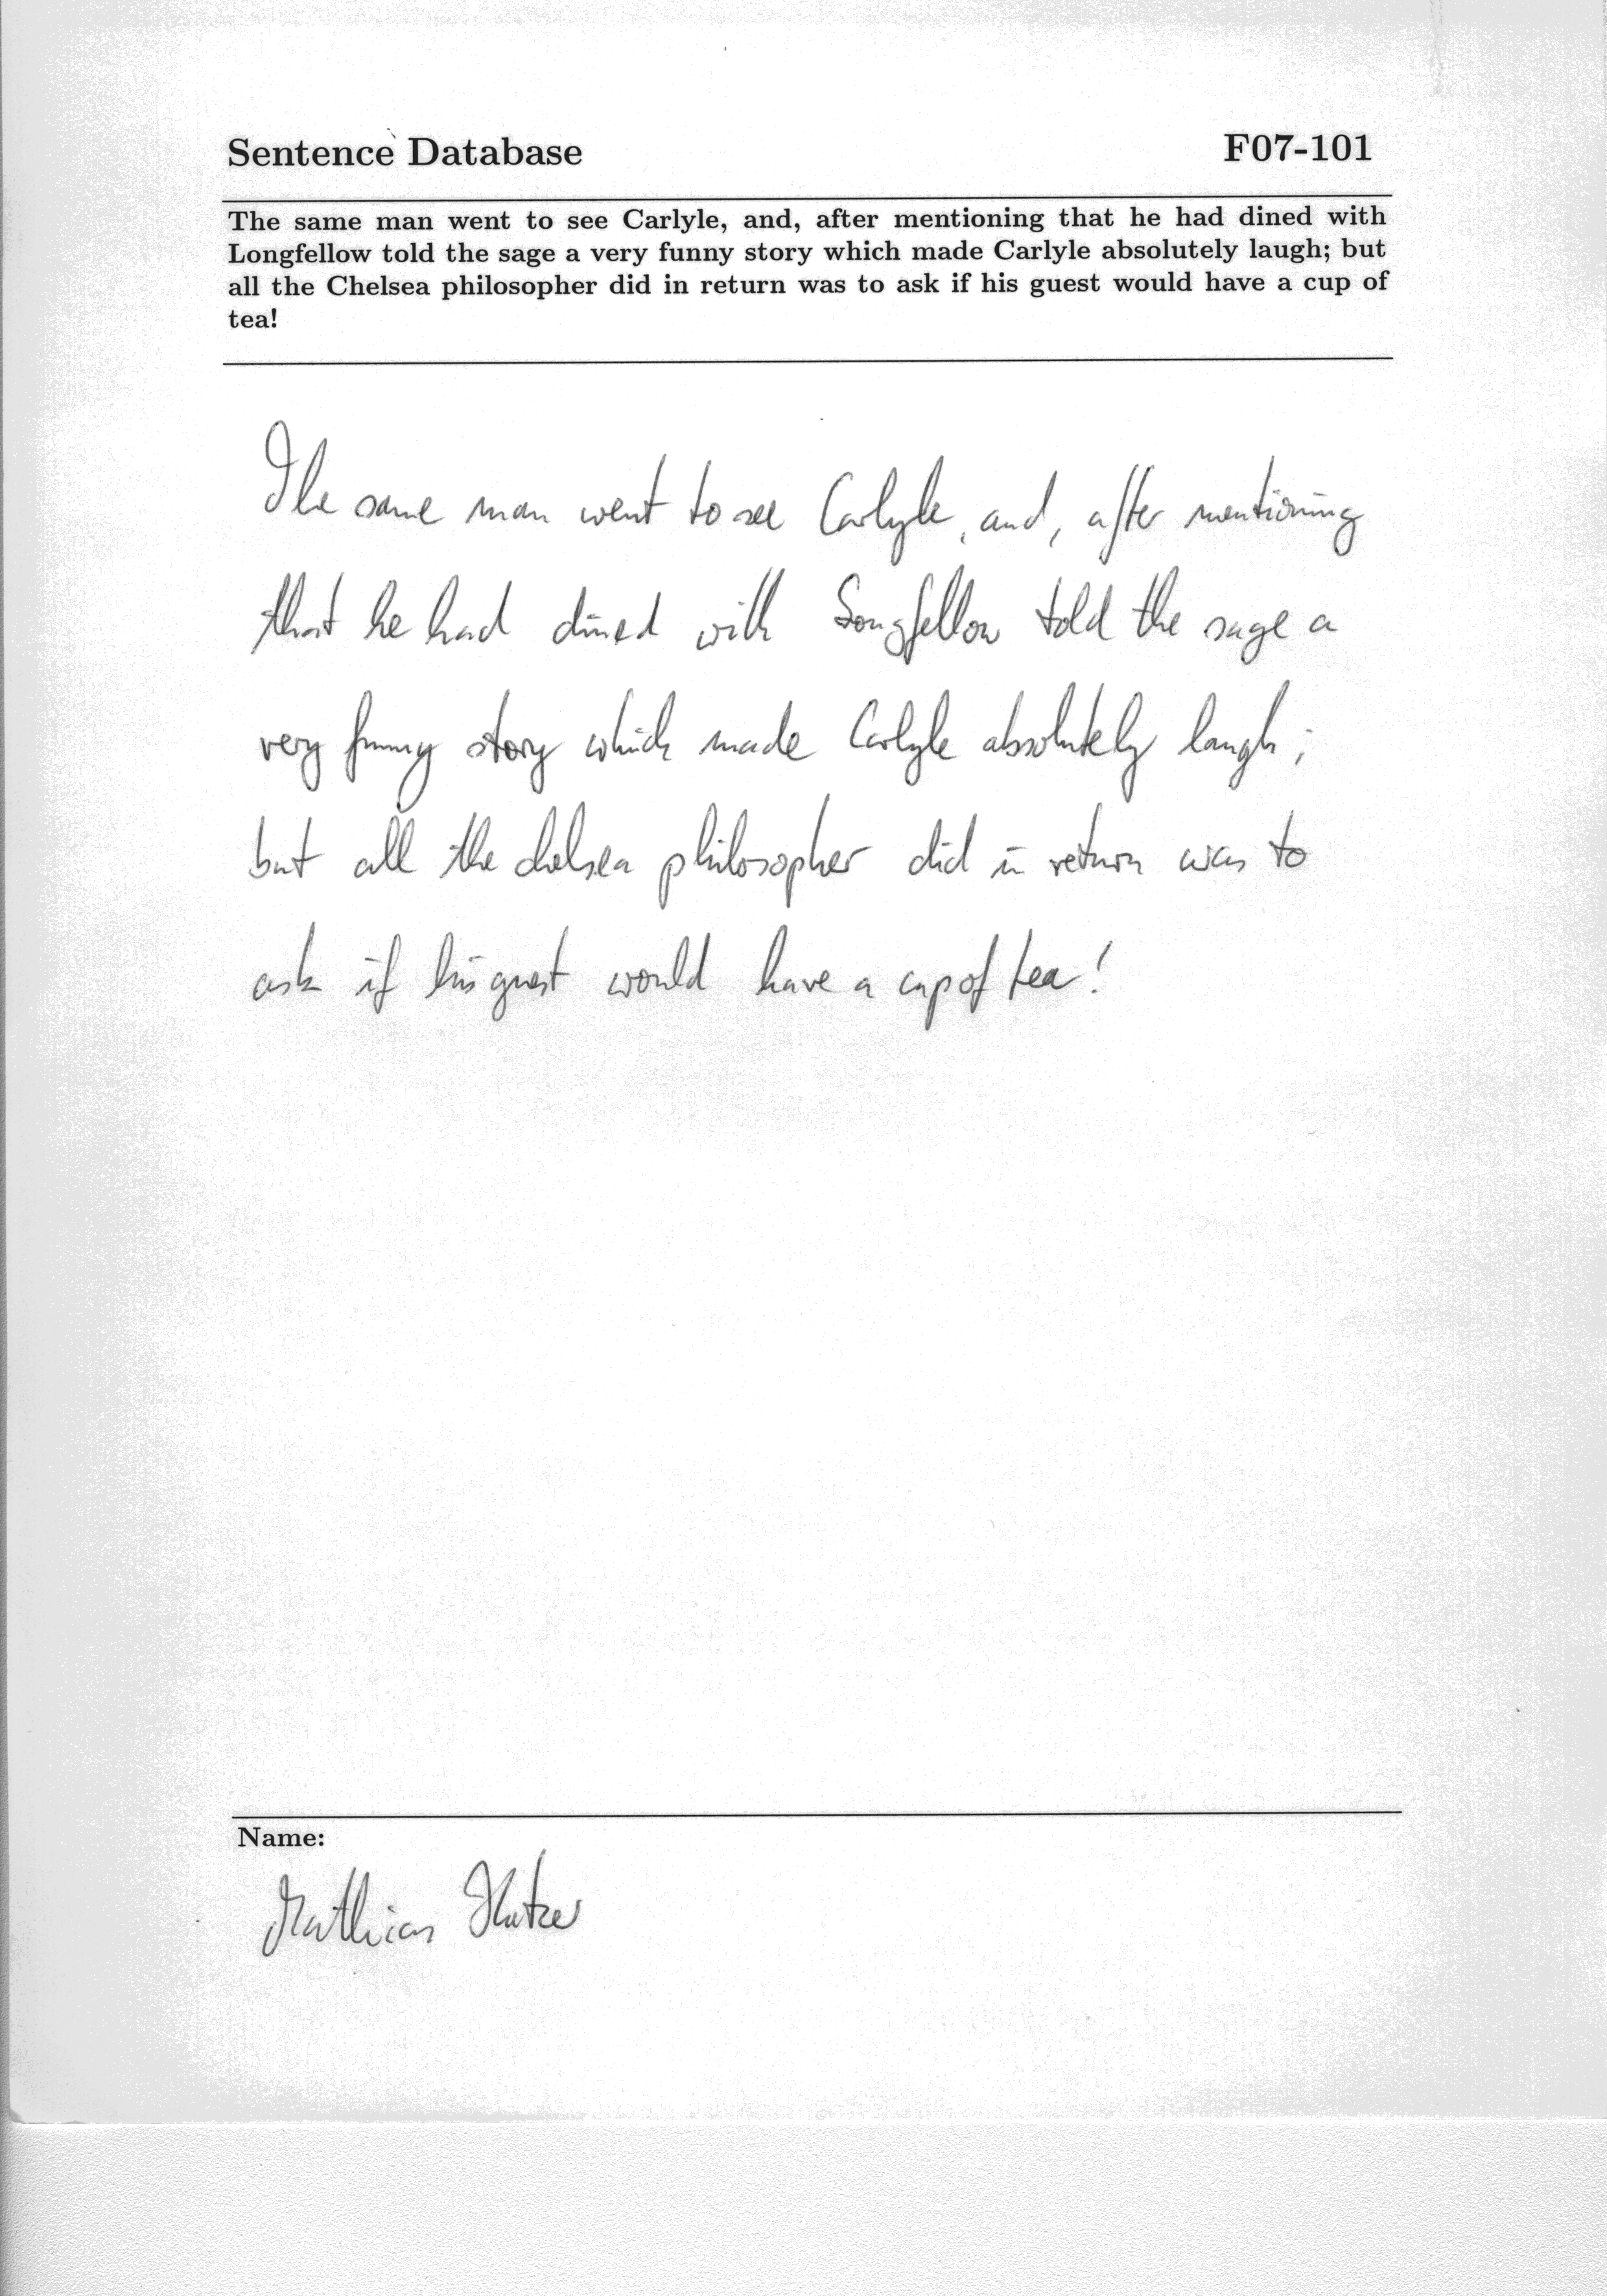 Sentence Database F07-101
The same man went to see Carlyle, and, after mentioning that he had dined with
Longfellow told the sage a very funny story which made Carlyle absolutely laugh; but
all the Chelsea philosopher did in return was to ask if his guest would have a cup of
tea!
The same man went to see Carlyle, and, after mentioning
that he had dined with Longfellow told the sage a
very funny story which made Carlyle absolutely laugh;
but all the chelsea philosopher did in return was to
ask if his guest would have a cup of tea!
Name:
Mathias